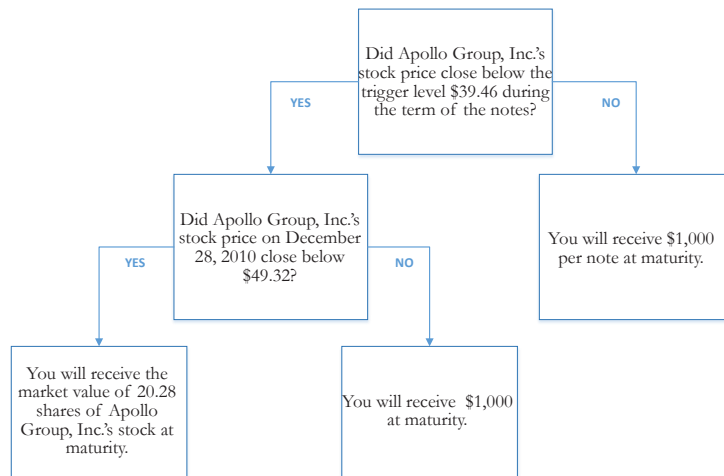 Did Apollo Group, Inc.'s
stock price close below the
trigger level $39.46 during
the term of the notes?
YES
NO
Did Apollo Group, Inc.'s
stock price on December
28, 2010 close below
$49.32?
You will receive $1,000
per note at maturity.
YES
NO
You will receive the
market value of 20.28
shares of Apollo
Group, Inc.'s stock at
maturity.
You will receive $1,000
at maturity.